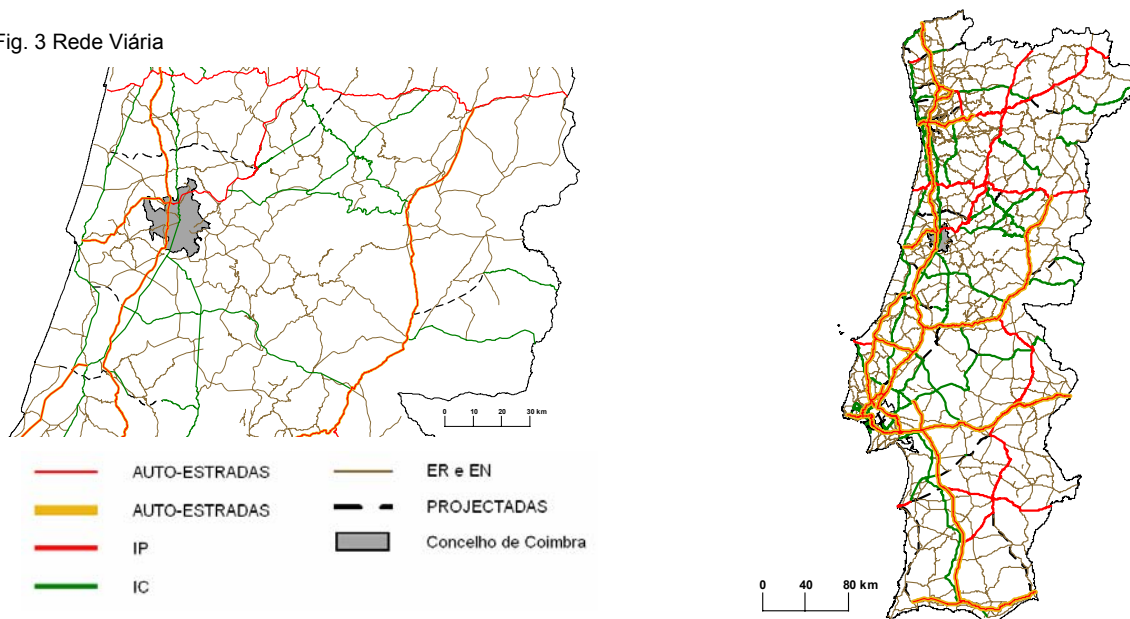 Fig. 3 Rede Viária
0 10 20 30 km
AUTO-ESTRADAS
AUTO-ESTRADAS
IP
IC
ER e EN
PROJECTADAS
Concelho de Coimbra
0 40 80 km